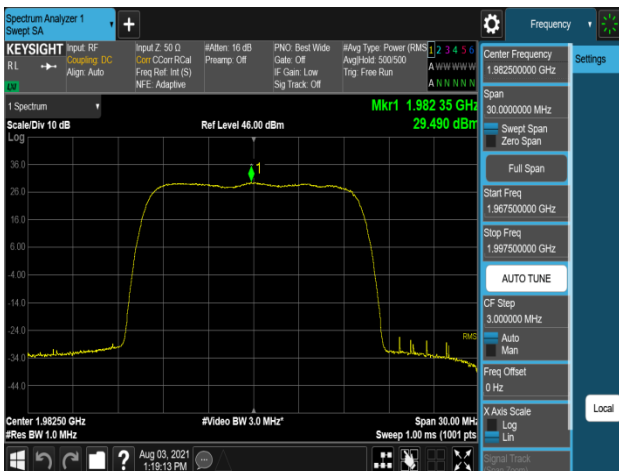 Spectrum Analyzer 1
Swept SA
Frequency
KEYSIGHT
RL
LU
Input: RF
Coupling: DC
Align: Auto
Input Z: 50 Ω
Corr CCorr RCal
Freq Ref: Int (S)
NFE: Adaptive
#Atten: 16 dB
Preamp: Off
PNO: Best Wide
Gate: Off
IF Gain: Low
Sig Track: Off
#Avg Type: Power (RMS
Avg|Hold: 500/500
Trig: Free Run
1 2 3 4 5 6
A W W W W W
A N N N N N
1 Spectrum
Scale/Div 10 dB
Log
Ref Level 46.00 dBm
Mkr1 1.982 35 GHz
29.490 dBm
36.0
26.0
16.0
6.00
-4.00
-14.0
-24.0
-34.0
-44.0
1
RMS
Center 1.98250 GHz
#Res BW 1.0 MHz
#Video BW 3.0 MHz*
Span 30.00 MHz
Sweep 1.00 ms (1001 pts
?
Aug 03, 2021
1:19:13 PM
Center Frequency
1.982500000 GHz
Span
30.0000000 MHz
Swept Span
Zero Span
Full Span
Start Freq
1.967500000 GHz
Stop Freq
1.997500000 GHz
AUTO TUNE
CF Step
3.000000 MHz
Auto
Man
Freq Offset
0 Hz
X Axis Scale
Log
Lin
Signal Track
Settings
Local